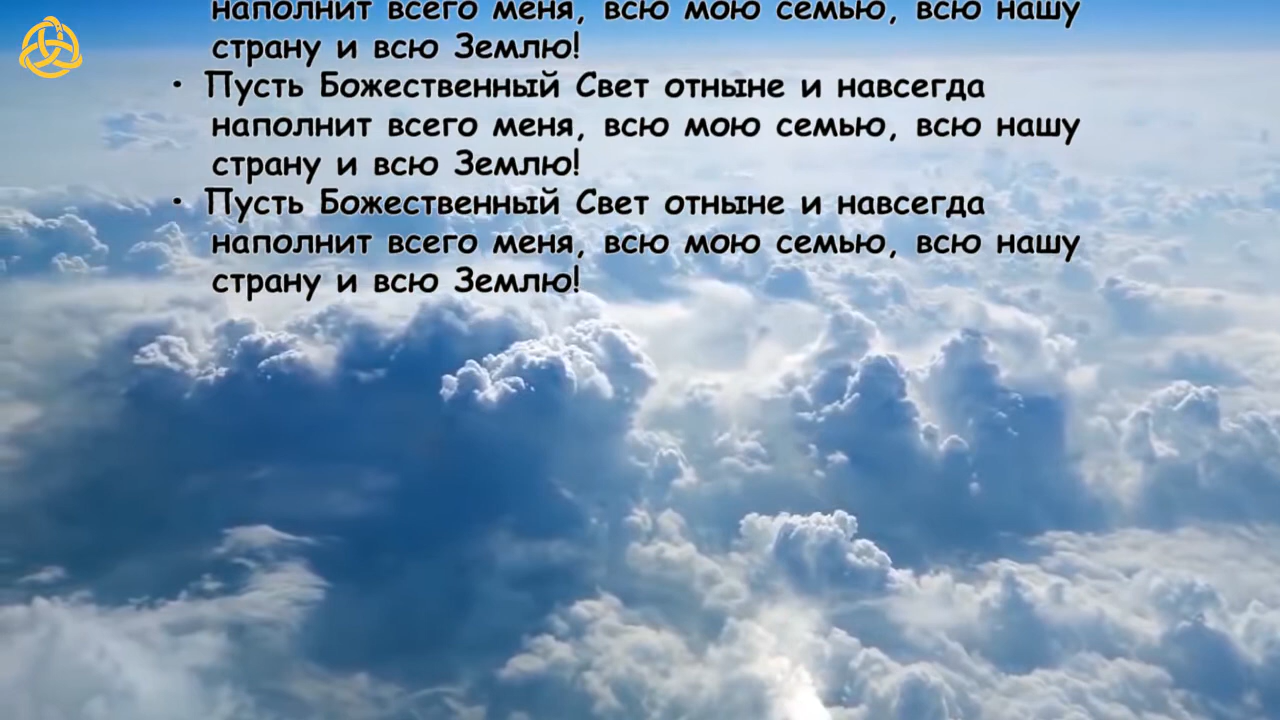 наполнит всего меня, всю мою семью, всю нашу
страну и всю Землю!
• Пусть Божественный Свет отныне и навсегда
наполнит всего меня, всю мою семью, всю нашу
страну и всю Землю!
• Пусть Божественный Свет отныне и навсегда
наполнит всего меня, всю мою семью, всю нашу
страну и всю Землю!